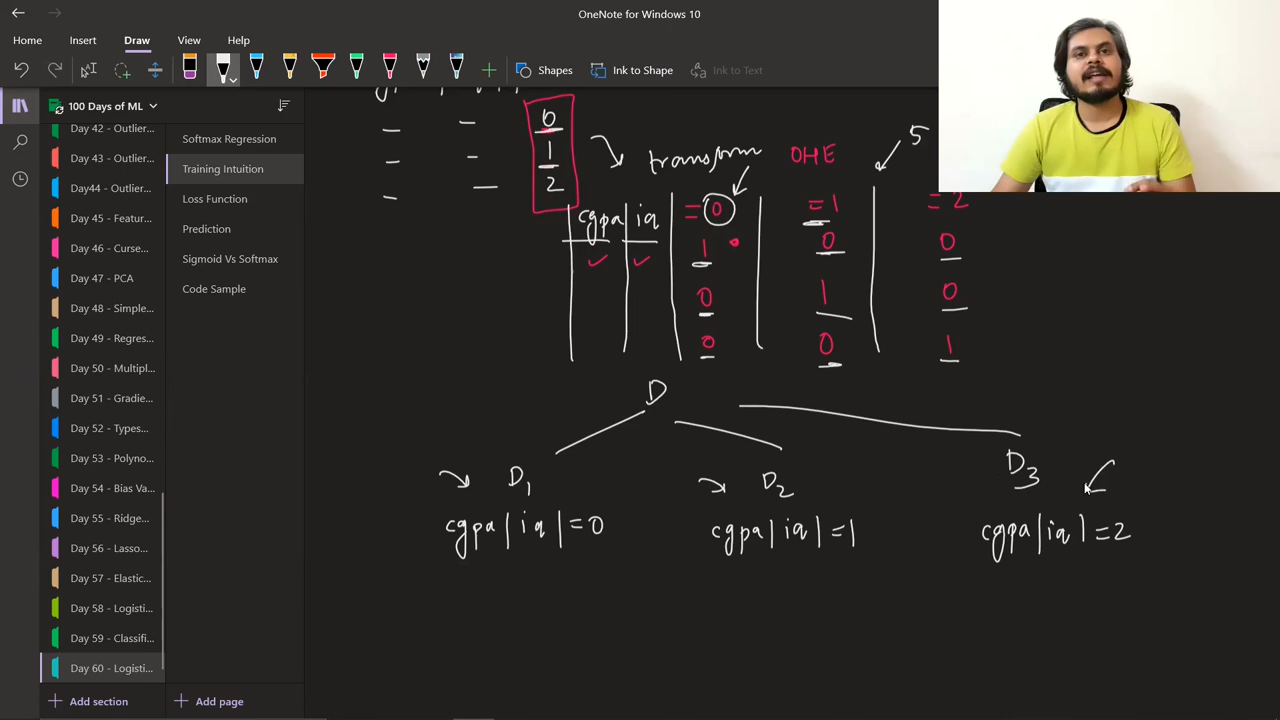 OneNote for Windows 10
Home Insert Draw View Help
Shapes Ink to Shape Ink to Text
100 Days of ML
Day 42 - Outlier...
Day 43 - Outlier...
Day44 - Outlier...
Day 45 - Featur...
Day 46 - Curse...
Day 47 - PCA
Day 48 - Simple...
Day 49 - Regres...
Day 50 - Multipl...
Day 51 - Gradie...
Day 52 - Types...
Day 53 - Polyno...
Day 54 - Bias Va...
Day 55 - Ridge...
Day 56 - Lasso...
Day 57 - Elastic...
Day 58 - Logisti...
Day 59 - Classifi...
Day 60 - Logisti...
Add section
Softmax Regression
Training Intuition
Loss Function
Prediction
Sigmoid Vs Softmax
Code Sample
Add page
0
1
2
transform OHE 5
cgpa | iq | =0 | =1 | =2
1 0 0
0 1 0
0 0 1
D
D1 D2 D3
cgpa | iq | =0 cgpa | iq | =1 cgpa | iq | =2